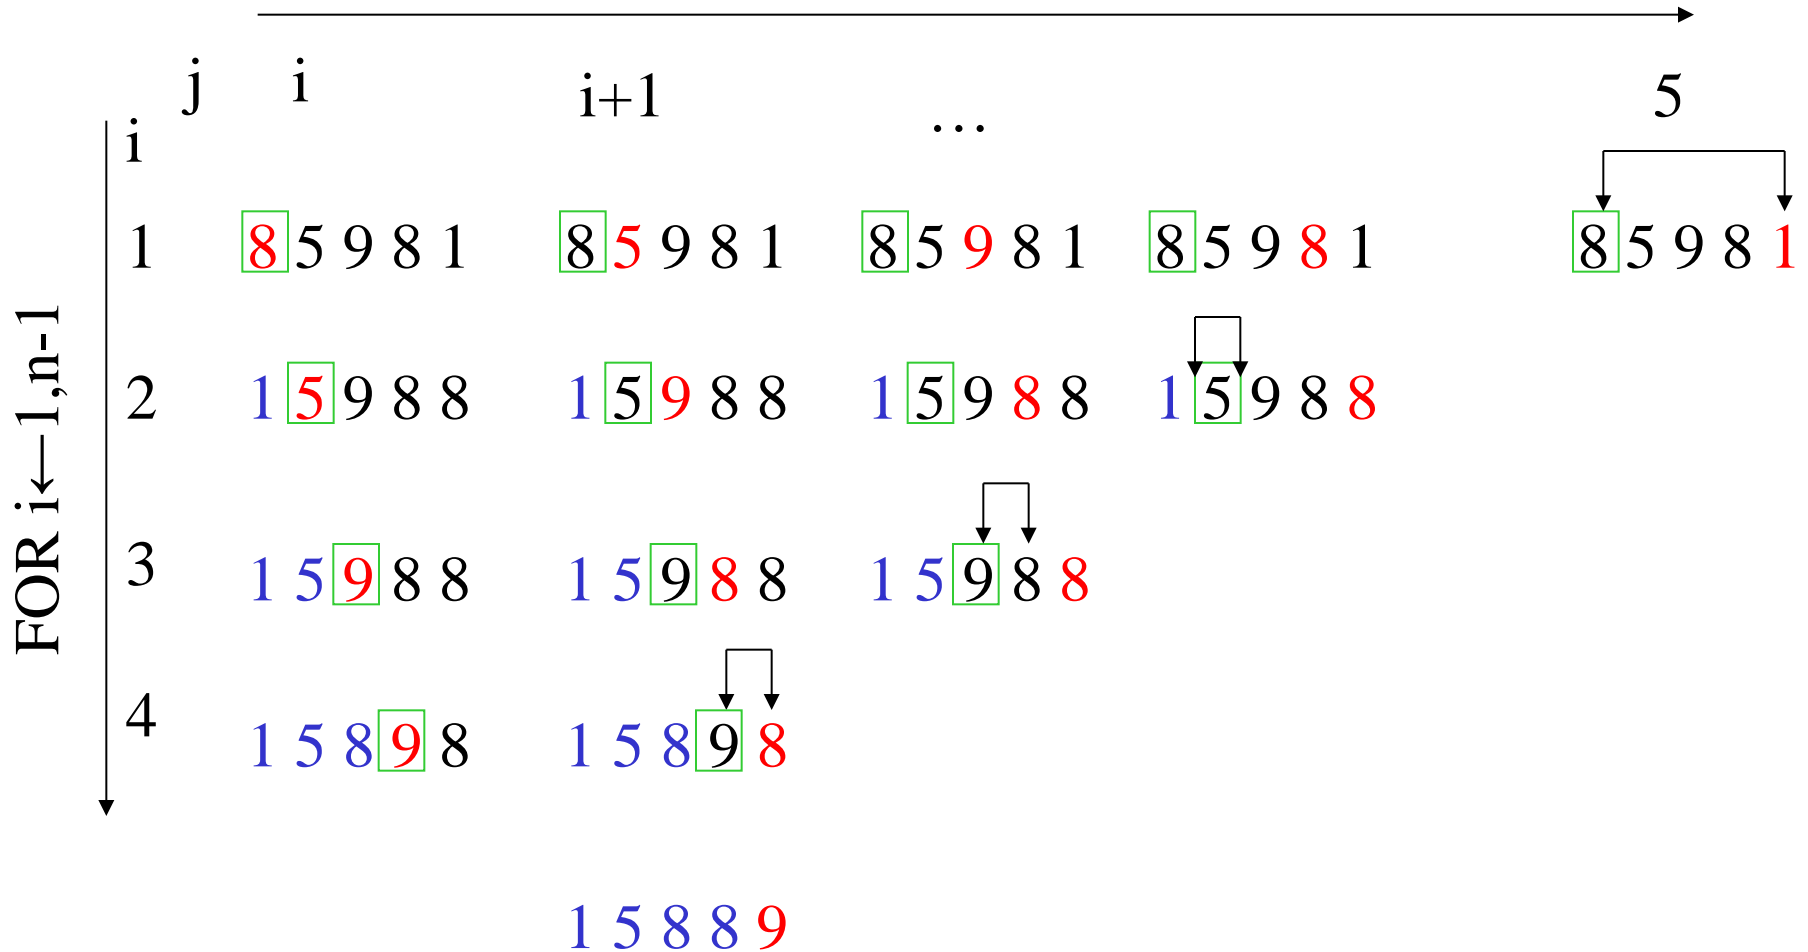 j i i+1 … 5
i
1 8 5 9 8 1 8 5 9 8 1 8 5 9 8 1 8 5 9 8 1 8 5 9 8 1
2 1 5 9 8 8 1 5 9 8 8 1 5 9 8 8 1 5 9 8 8
3 1 5 9 8 8 1 5 9 8 8 1 5 9 8 8
4 1 5 8 9 8 1 5 8 9 8
1 5 8 8 9
FOR i←1,n-1